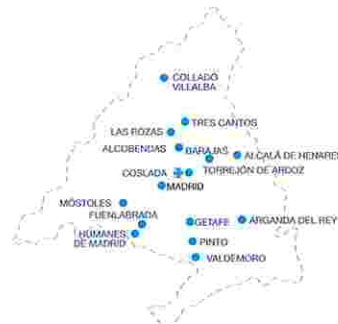 COLLADO
VILLALBA
TRES CANTOS
LAS ROZAS
ALCOBENDAS
BARAJAS
ALCALÁ DE HENARES
COSLADA
TORREJÓN DE ARDOZ
MADRID
MÓSTOLES
FUENLABRADA
GETAFE
ARGANDA DEL REY
HUMANES
DE MADRID
PINTO
VALDEMORO